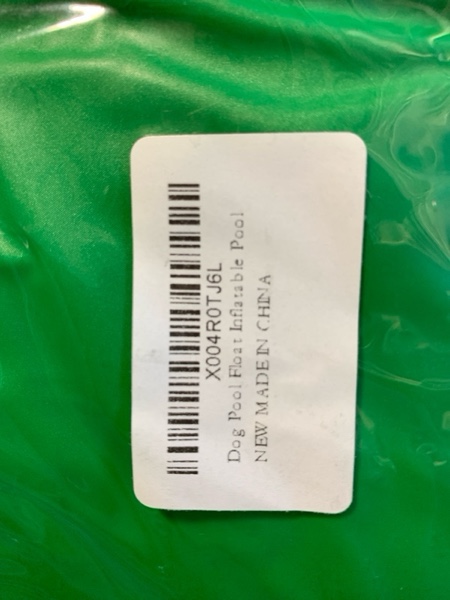 X004R0TJ6L
Dog Pool Float Inflatable Pool
NEW MADE IN CHINA